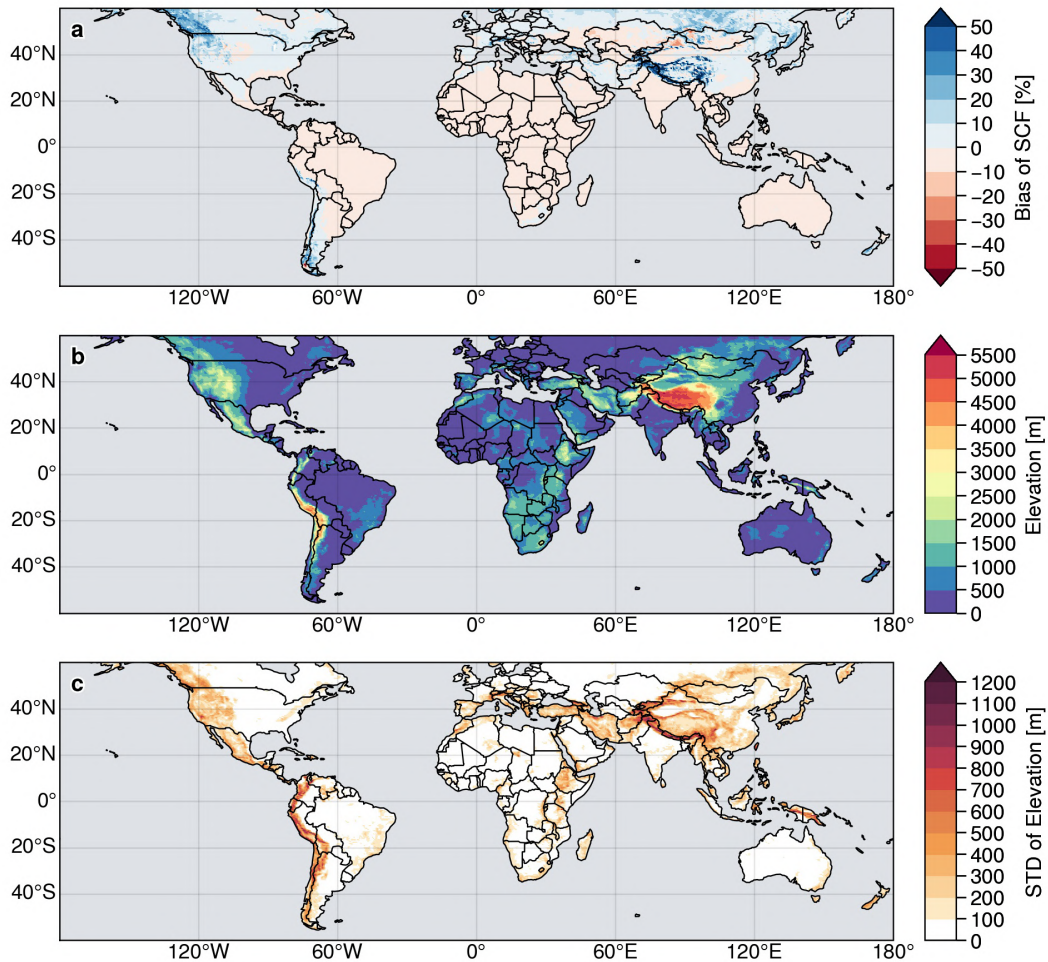 a
40°N
20°N
0°
20°S
40°S
120°W
60°W
0°
60°E
120°E
180°
50
40
30
20
10
0
−10
−20
−30
−40
−50
Bias of SCF [%]
b
40°N
20°N
0°
20°S
40°S
120°W
60°W
0°
60°E
120°E
180°
5500
5000
4500
4000
3500
3000
2500
2000
1500
1000
500
0
Elevation [m]
c
40°N
20°N
0°
20°S
40°S
120°W
60°W
0°
60°E
120°E
180°
1200
1100
1000
900
800
700
600
500
400
300
200
100
0
STD of Elevation [m]